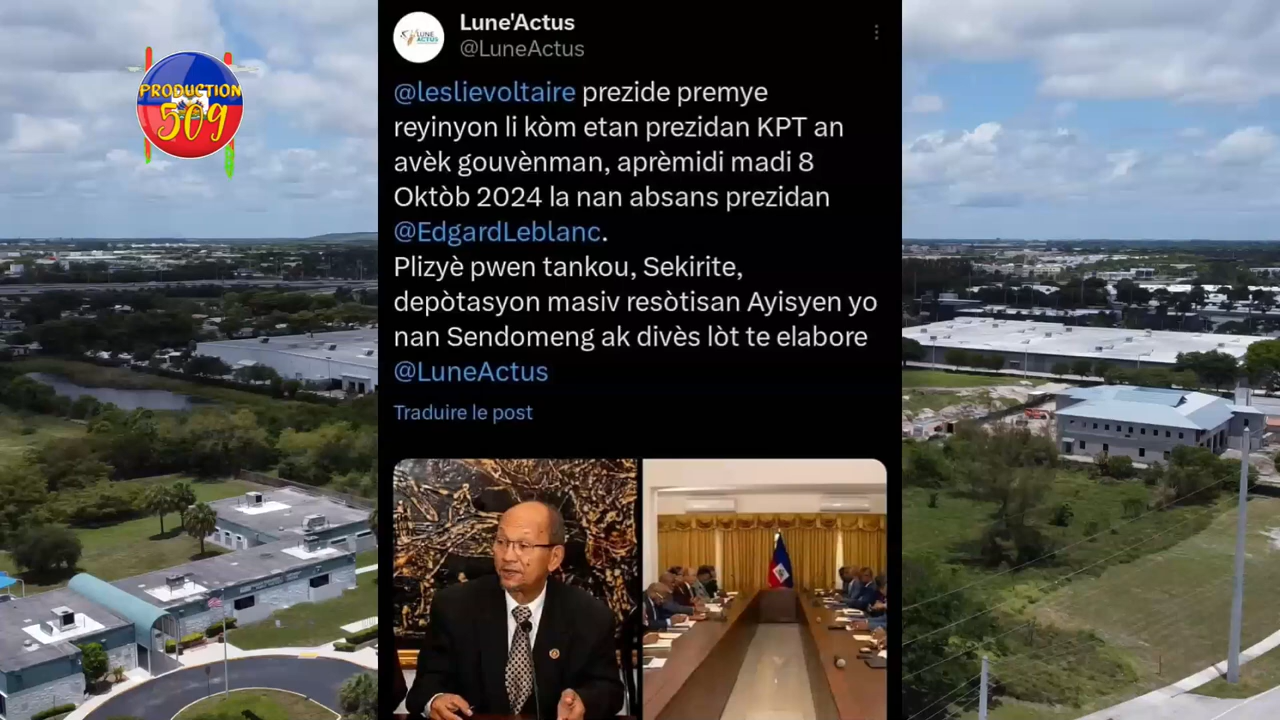 PRODUCTION
509
Lune'Actus
@LuneActus
@leslievoltaire prezide premye
reyinyon li kòm etan prezidan KPT an
avèk gouvènman, aprèmidi madi 8
Oktòb 2024 la nan absans prezidan
@EdgardLeblanc.
Plizyè pwen tankou, Sekirite,
depòtasyon masiv resòtisan Ayisyen yo
nan Sendomeng ak divès lòt te elabore
@LuneActus
Traduire le post